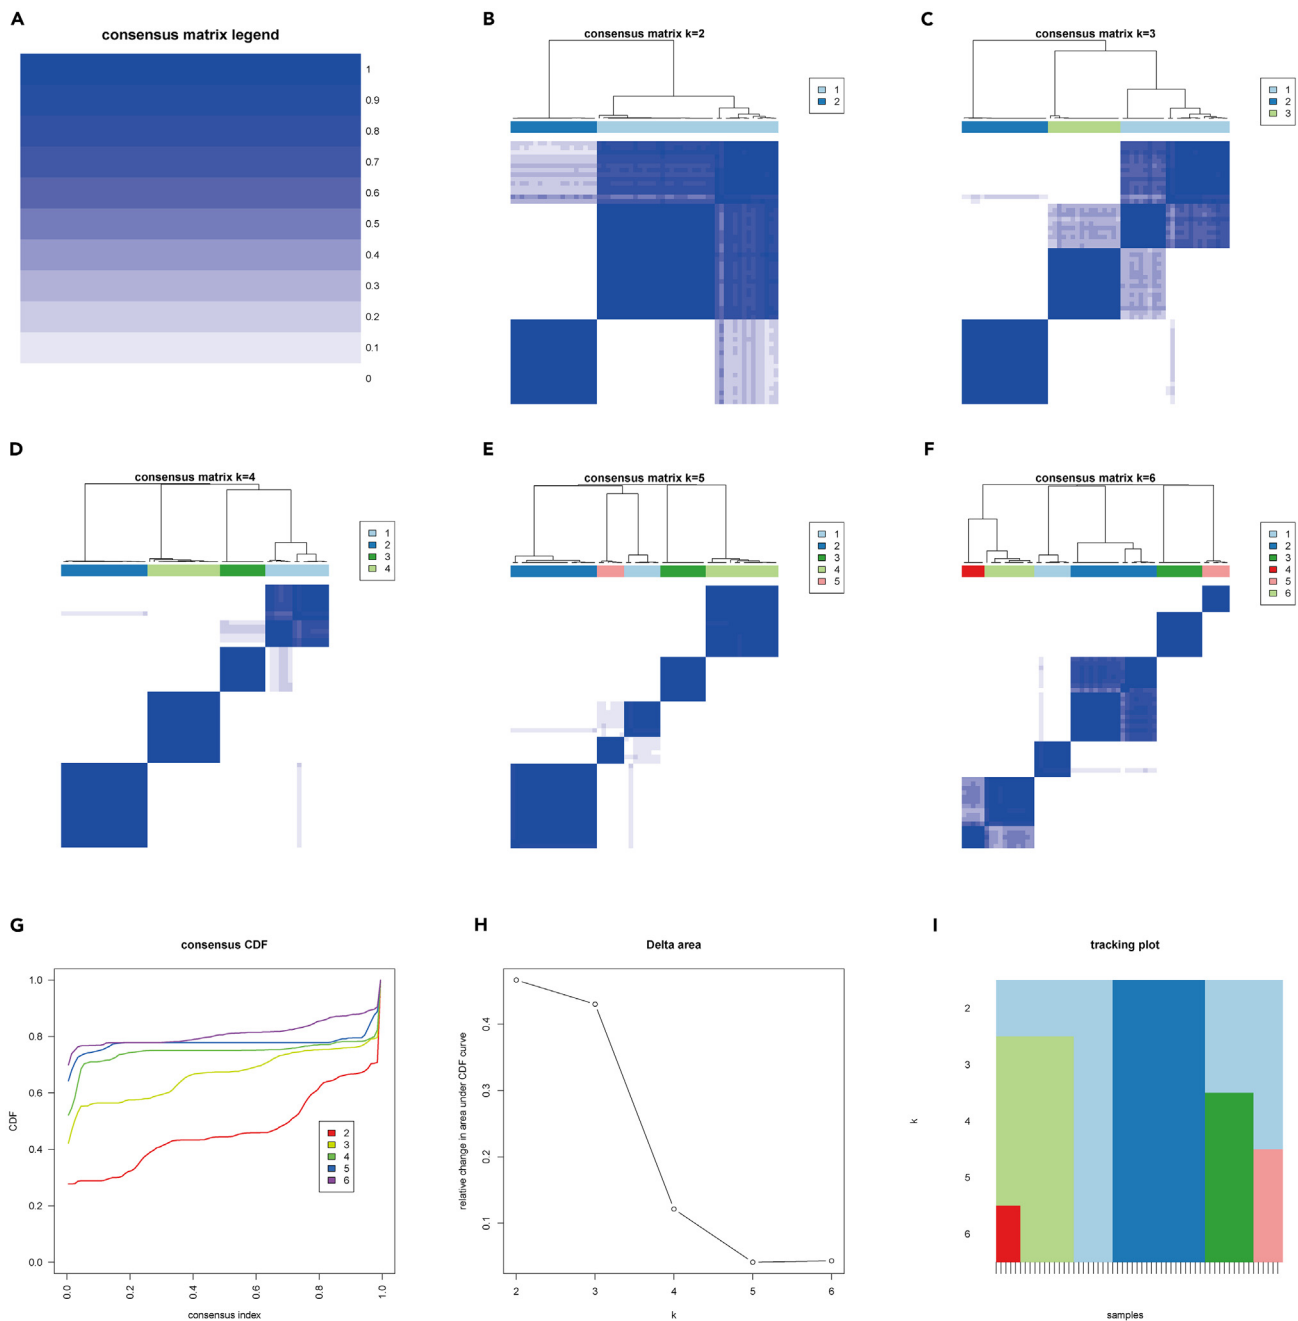 A
consensus matrix legend
1
0.9
0.8
0.7
0.6
0.5
0.4
0.3
0.2
0.1
0
B
consensus matrix k=2
1
2
C
consensus matrix k=3
1
2
3
D
consensus matrix k=4
1
2
3
4
E
consensus matrix k=5
1
2
3
4
5
F
consensus matrix k=6
1
2
3
4
5
6
G
consensus CDF
CDF
1.0
0.8
0.6
0.4
0.2
0.0
2
3
4
5
6
0.0
0.2
0.4
0.6
0.8
1.0
consensus index
H
Delta area
relative change in area under CDF curve
0.4
0.3
0.2
0.1
2
3
4
5
6
k
I
tracking plot
k
2
3
4
5
6
samples